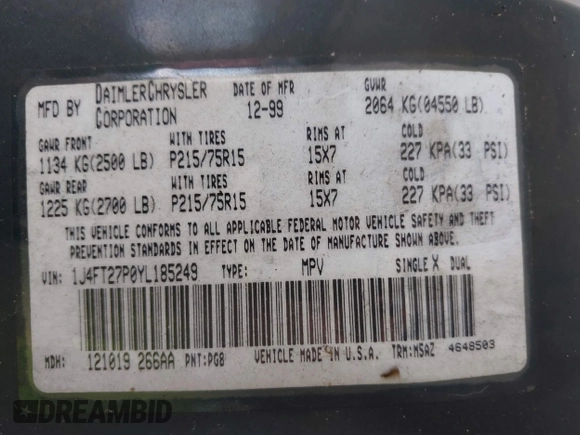 MFD BY DAIMLERCHRYSLER CORPORATION DATE OF MFR 12-99 GVWR 2064 KG(04550 LB)
GAWR FRONT WITH TIRES RIMS AT COLD
1134 KG(2500 LB) P215/75R15 15X7 227 KPA(33 PSI)
GAWR REAR WITH TIRES RIMS AT COLD
1225 KG(2700 LB) P215/75R15 15X7 227 KPA(33 PSI)
THIS VEHICLE CONFORMS TO ALL APPLICABLE FEDERAL MOTOR VEHICLE SAFETY AND THEFT
PREVENTION STANDARDS IN EFFECT ON THE DATE OF MANUFACTURE SHOWN ABOVE.
VIN: 1J4FT27P0YL185249 TYPE: MPV SINGLE X DUAL
MDH: 121019 266AA PNT:PG8 VEHICLE MADE IN U.S.A. TRM:MSAZ 4648503
DREAMBID